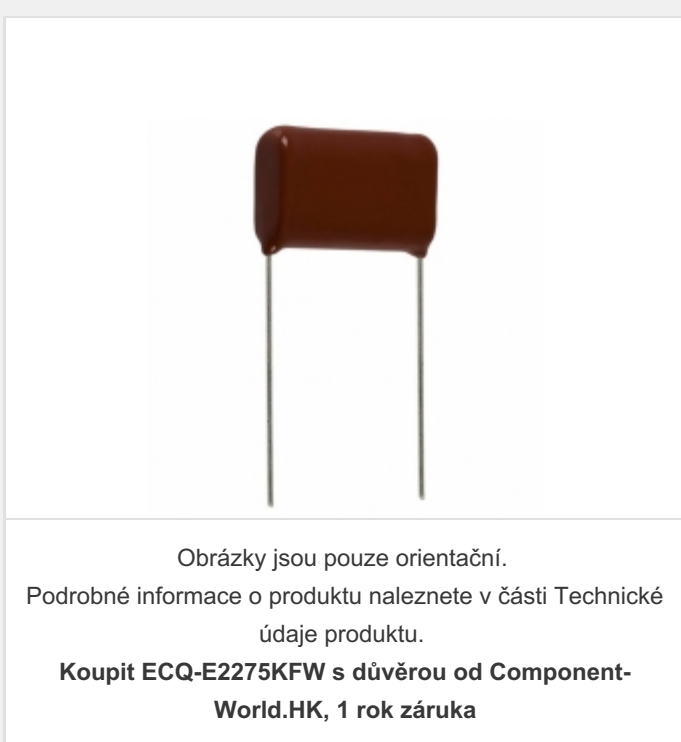 Obrázky jsou pouze orientační.
Podrobné informace o produktu naleznete v části Technické
údaje produktu.
Koupit ECQ-E2275KFW s důvěrou od Component-
World.HK, 1 rok záruka